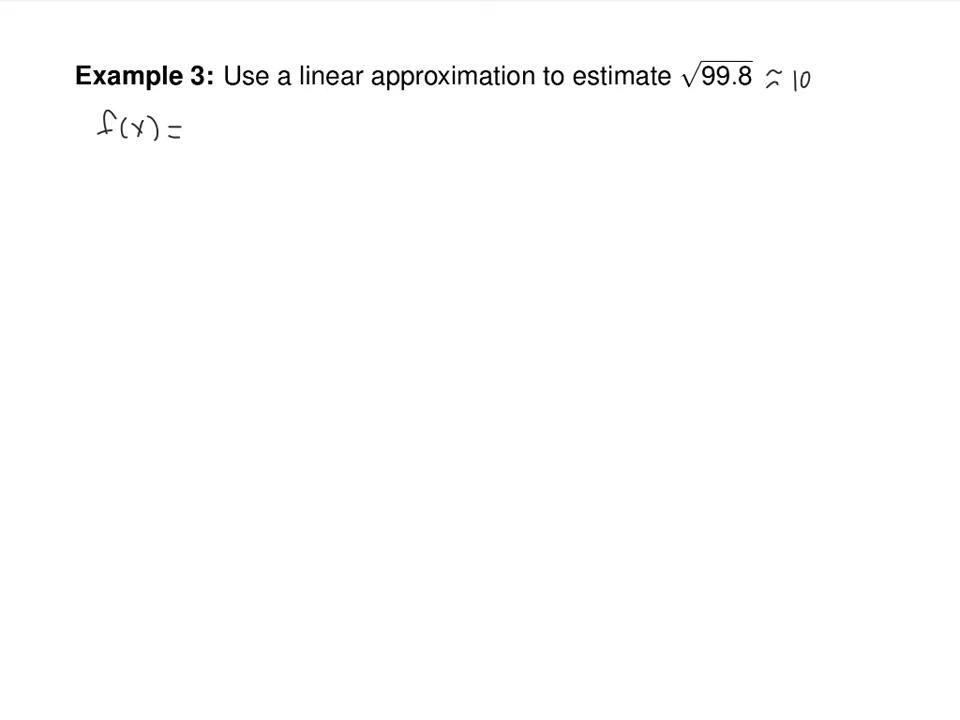 Example 3: Use a linear approximation to estimate √99.8 ≈ 10
f(x) =